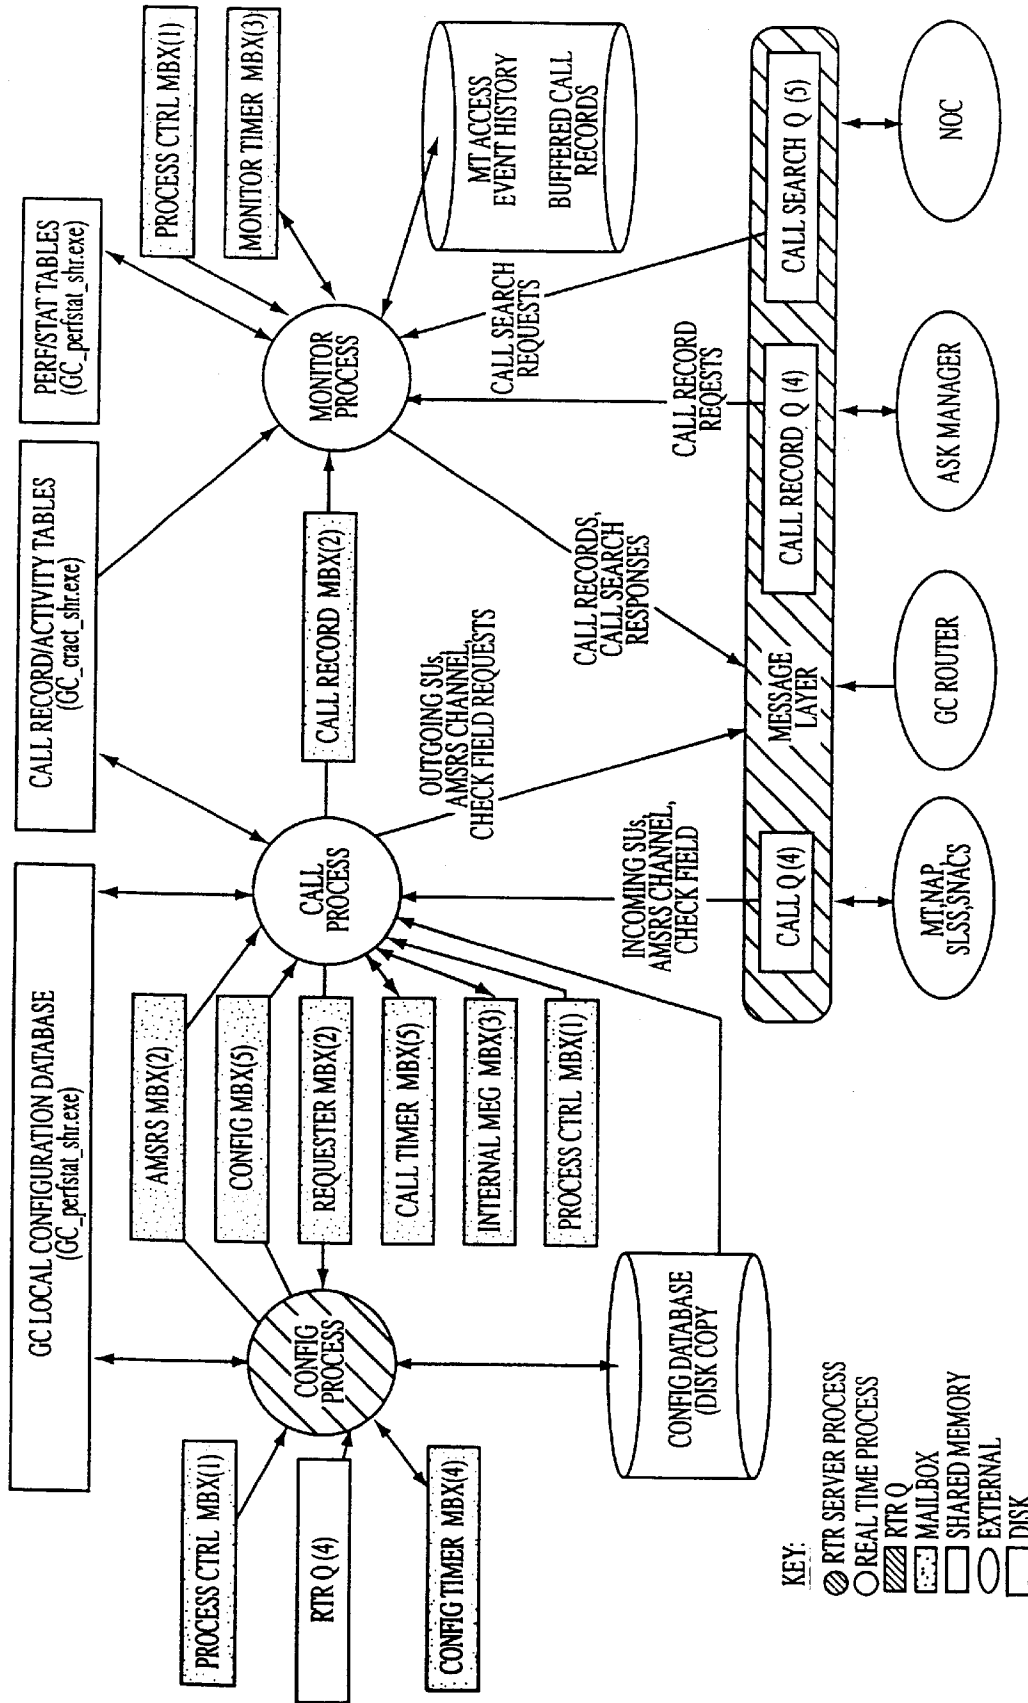 GC LOCAL CONFIGURATION DATABASE
(GC_perfstat_shr.exe)
CALL RECORD/ACTIVITY TABLES
(GC_cract_shr.exe)
PERF/STAT TABLES
(GC_perfstat_shr.exe)
PROCESS CTRL MBX(1)
RTR Q (4)
CONFIG TIMER MBX(4)
CONFIG
PROCESS
AMSRS MBX(2)
CONFIG MBX(5)
REQUESTER MBX(2)
CALL TIMER MBX(5)
INTERNAL MEG MBX(3)
PROCESS CTRL MBX(1)
CONFIG DATABASE
(DISK COPY
CALL
PROCESS
CALL RECORD MBX(2)
MONITOR
PROCESS
PROCESS CTRL MBX(1)
MONITOR TIMER MBX(3)
MT ACCESS
EVENT HISTORY
BUFFERED CALL
RECORDS
INCOMING SUs,
AMSRS CHANNEL,
CHECK FIELD
OUTGOING SUs,
AMSRS CHANNEL,
CHECK FIELD REQUESTS
CALL RECORDS,
CALL SEARCH
RESPONSES
CALL RECORD
REQESTS
CALL SEARCH
REQUESTS
CALL Q (4)
MESSAGE
LAYER
CALL RECORD Q (4)
CALL SEARCH Q (5)
MT,NAP,
SLSS,SNACS
GC ROUTER
ASK MANAGER
NOC
KEY:
RTR SERVER PROCESS
REAL TIME PROCESS
RTR Q
MAILBOX
SHARED MEMORY
EXTERNAL
DISK